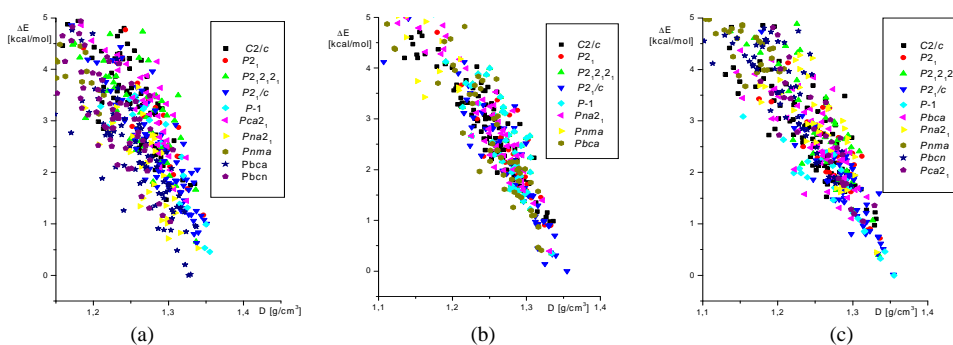 ΔE
[kcal/mol]
5
4
3
2
1
0
1,2
1,3
1,4
D [g/cm³]
C2/c
P2₁
P2₁2₁2₁
P2₁/c
P-1
Pca2₁
Pna2₁
Pnma
Pbca
Pbcn
(a)
ΔE
[kcal/mol]
5
4
3
2
1
0
1,1
1,2
1,3
1,4
D [g/cm³]
C2/c
P2₁
P2₁2₁2₁
P2₁/c
P-1
Pna2₁
Pnma
Pbca
(b)
ΔE
[kcal/mol]
5
4
3
2
1
0
1,1
1,2
1,3
1,4
D [g/cm³]
C2/c
P2₁
P2₁2₁2
P2₁/c
P-1
Pbca
Pna2₁
Pnma
Pbcn
Pca2₁
(c)